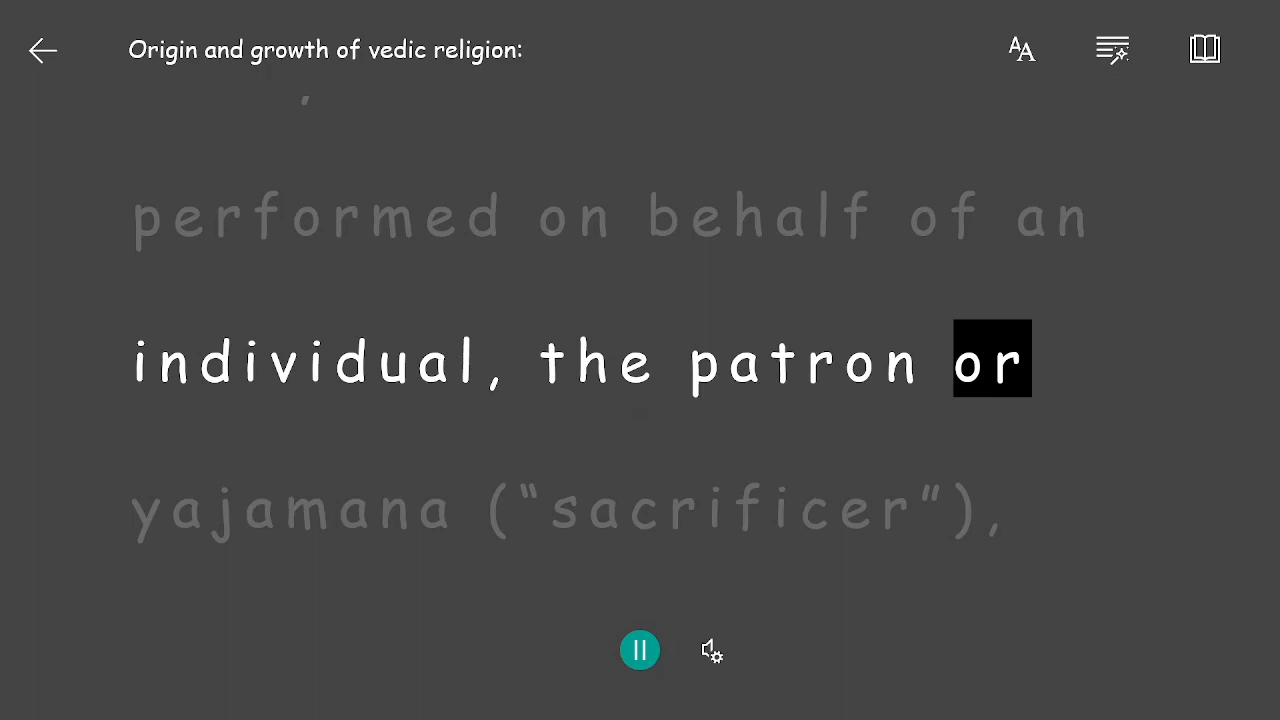 Origin and growth of vedic religion:
performed on behalf of an
individual, the patron or
yajamana (“sacrificer”),